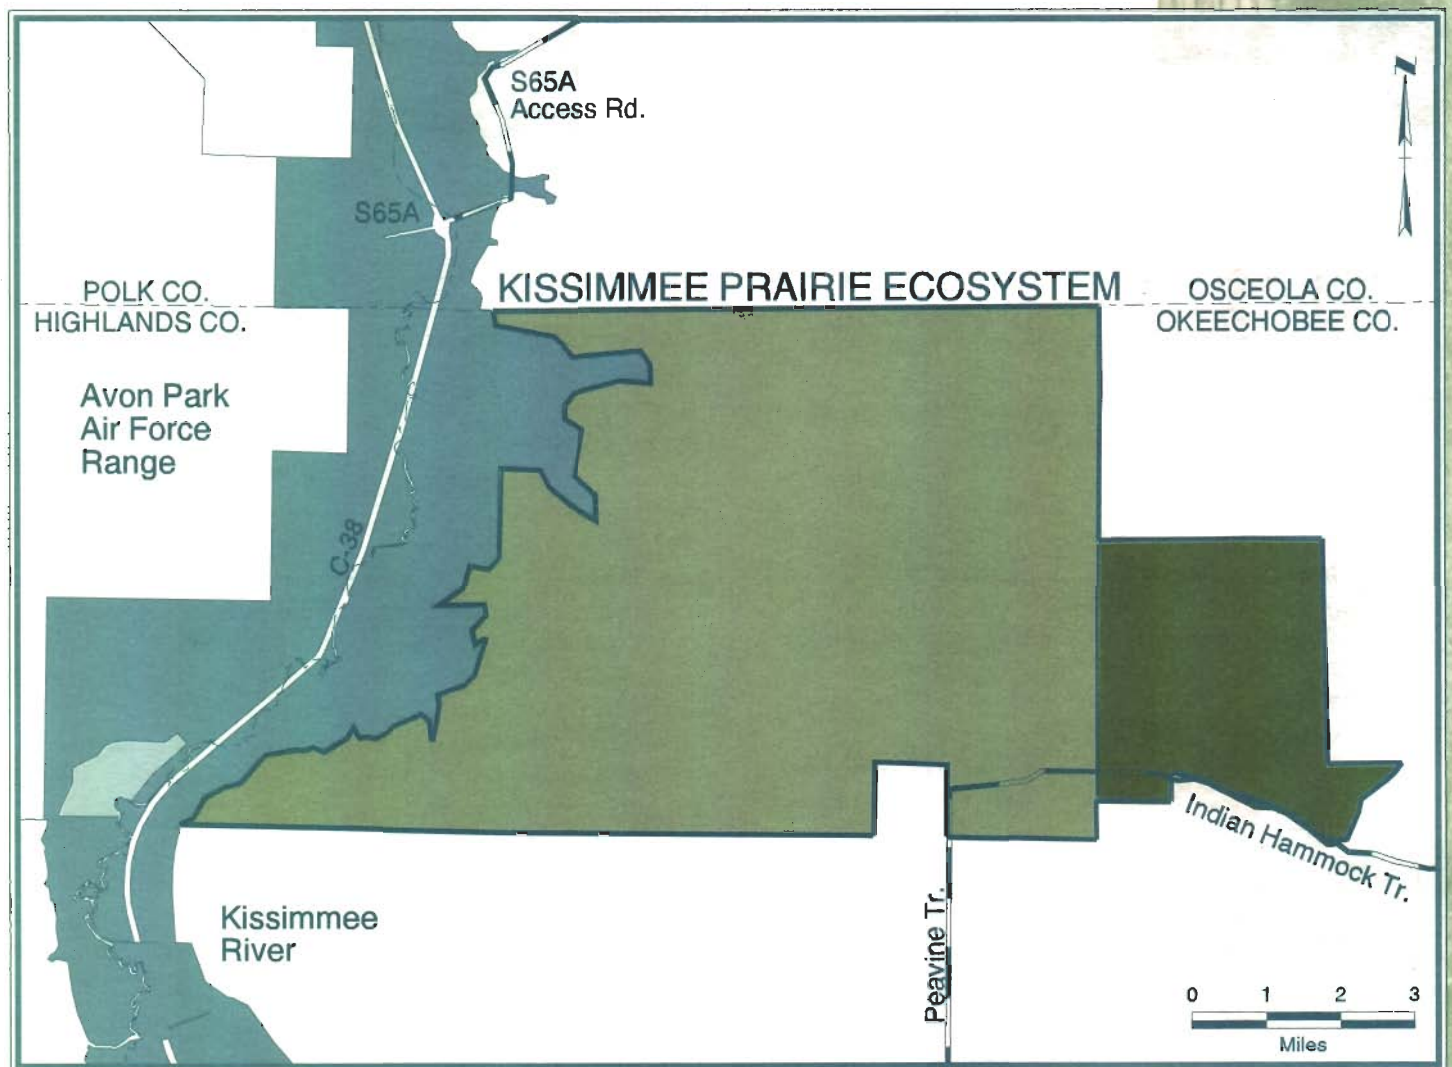 S65A
Access Rd.
N
S65A
KISSIMMEE PRAIRIE ECOSYSTEM
POLK CO.
HIGHLANDS CO.
OSCEOLA CO.
OKEECHOBEE CO.
Avon Park
Air Force
Range
C-38
Indian Hammock Tr.
Kissimmee
River
Peavine Tr.
0 1 2 3
Miles